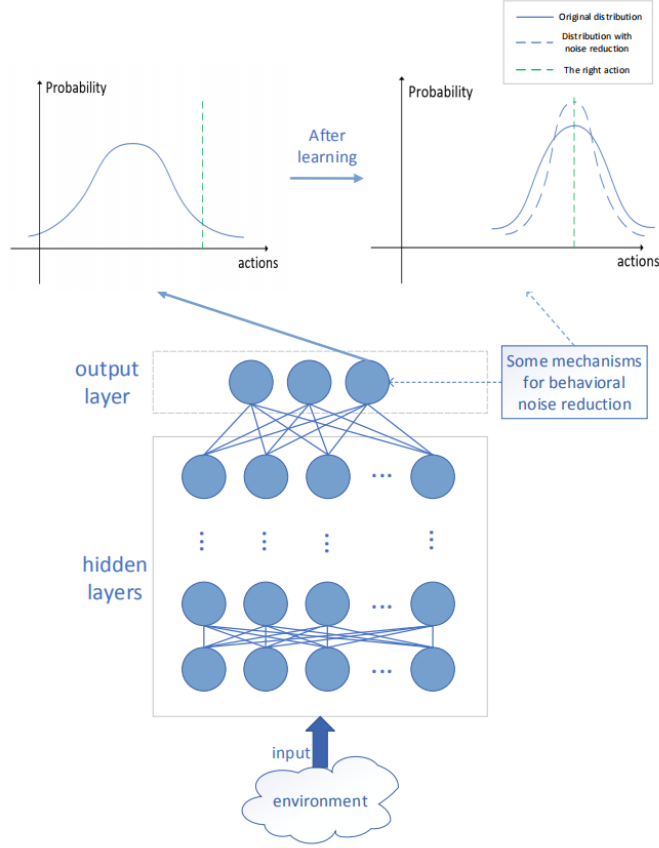 Original distribution
Distribution with
noise reduction
The right action
Probability
Probability
After
learning
actions
actions
output
layer
Some mechanisms
for behavioral
noise reduction
...
hidden
layers
...
...
input
environment